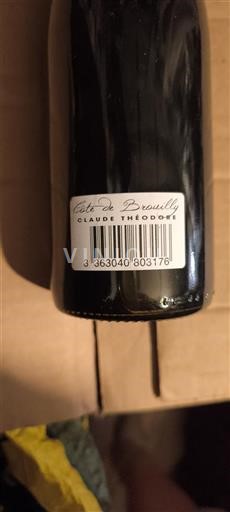 Côte de Brouilly
CLAUDE THÉODORE
3 363040 803176